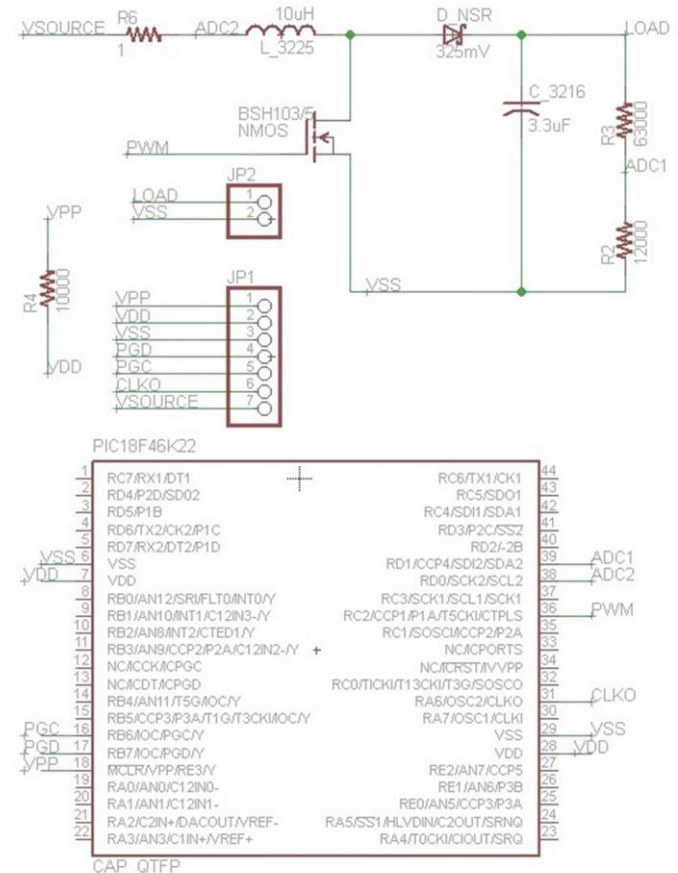 R6
10uH
D_NSR
VSOURCE
ADC2
LOAD
1
L_3225
325mV
C_3216
3.3uF
R3
63000
BSH103/5
NMOS
PWM
ADC1
JP2
LOAD 1
VSS 2
VPP
R2
12000
R4
10000
VSS
JP1
VPP 1
VDD 2
VSS 3
PGD 4
PGC 5
CLKO 6
VSOURCE 7
VDD
PIC18F46K22
1 RC7/RX1/DT1 RC6/TX1/CK1 44
2 RD4/P2D/SD02 RC5/SDO1 43
3 RD5/P1B RC4/SDI1/SDA1 42
4 RD6/TX2/CK2/P1C RD3/P2C/SS2 41
5 RD7/RX2/DT2/P1D RD2/-2B 40
VSS 6 VSS RD1/CCP4/SDI2/SDA2 39 ADC1
VDD 7 VDD RD0/SCK2/SCL2 38 ADC2
8 RB0/AN12/SRI/FLT0/INT0/Y RC3/SCK1/SCL1/SCK1 37
9 RB1/AN10/INT1/C12IN3-/Y RC2/CCP1/P1A/T5CKI/CTPLS 36 PWM
10 RB2/AN8/INT2/CTED1/Y RC1/SOSCI/CCP2/P2A 35
11 RB3/AN9/CCP2/P2A/C12IN2-/Y NC/ICPORTS 33
12 NC/ICCK/ICPGC NC/ICRST/IVVPP 34
13 NC/ICDT/ICPGD RC0/TICKI/T13CKI/T3G/SOSCO 32
14 RB4/AN11/T5G/IOC/Y RA6/OSC2/CLKO 31 CLKO
15 RB5/CCP3/P3A/T1G/T3CKI/IOC/Y RA7/OSC1/CLKI 30
PGC 16 RB6/IOC/PGC/Y VSS 29 VSS
PGD 17 RB7/IOC/PGD/Y VDD 28 VDD
VPP 18 MCLR/VPP/RE3/Y RE2/AN7/CCP5 27
19 RA0/AN0/C12IN0- RE1/AN6/P3B 26
20 RA1/AN1/C12IN1- RE0/AN5/CCP3/P3A 25
21 RA2/C2IN+/DACOUT/VREF- RA5/SS1/HLVDIN/C2OUT/SRNQ 24
22 RA3/AN3/C1IN+/VREF+ RA4/T0CKI/CIOUT/SRQ 23
CAP_QTFP